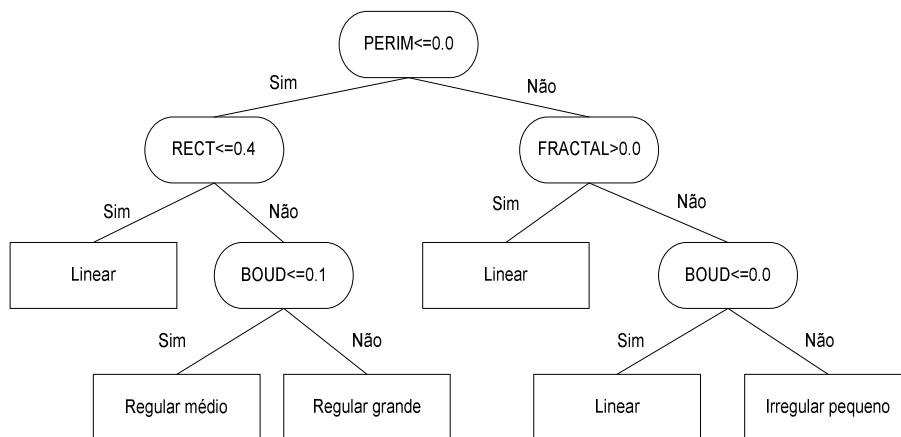 PERIM<=0.0
Sim
Não
RECT<=0.4
FRACTAL>0.0
Sim
Não
Sim
Não
Linear
BOUD<=0.1
Linear
BOUD<=0.0
Sim
Não
Sim
Não
Regular médio
Regular grande
Linear
Irregular pequeno